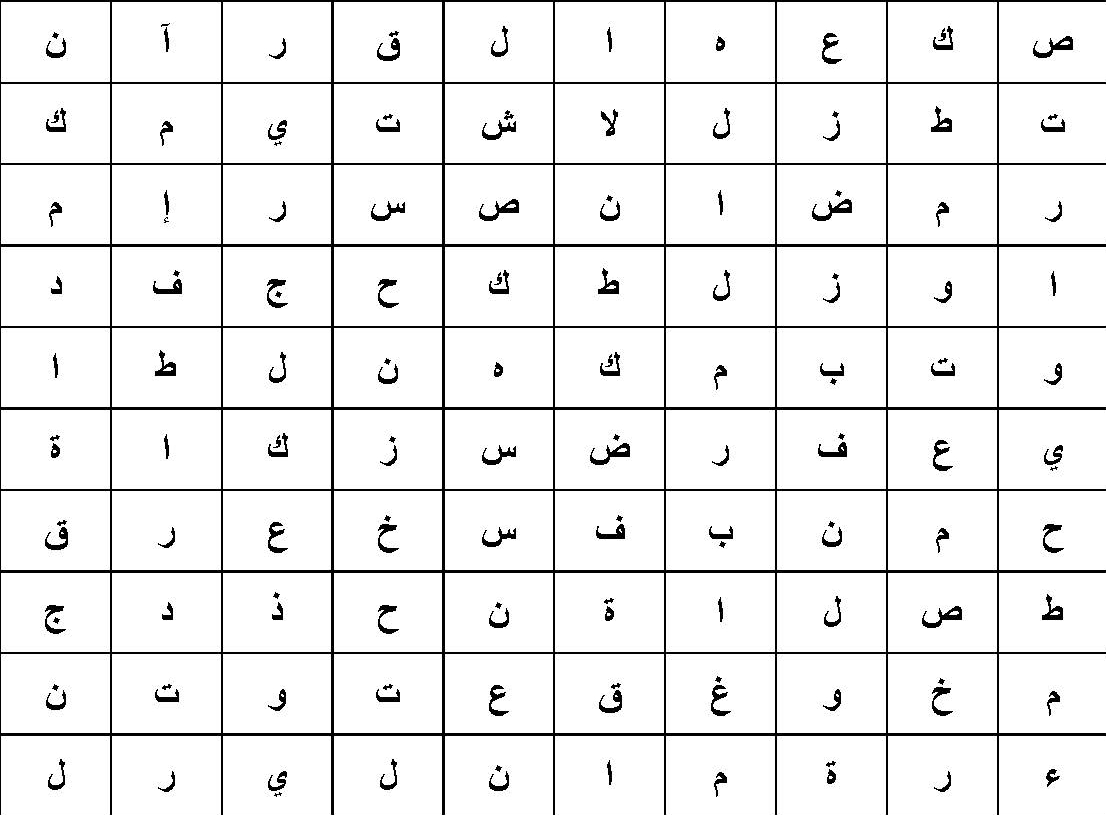 ص ك ع ه ا ل ق ر آ ن
ت ط ز ل لا ش ت ي م ك
ر م ض ا ن ص س ر إ م
ا و ز ل ط ك ح ج ف د
و ت ب م ك ه ن ل ط ا
ي ع ف ر ض س ز ك ا ة
ح م ن ب ف س خ ع ر ق
ط ص ل ا ة ن ح ذ د ج
م خ و غ ق ع ت و ت ن
ء ر ة م ا ن ل ي ر ل